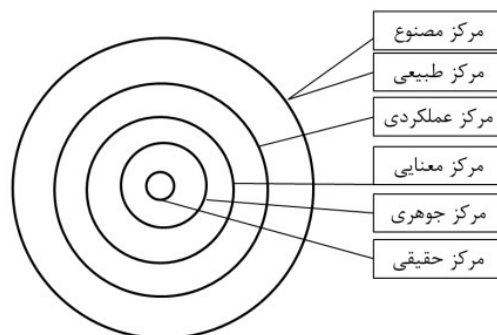 مرکز مصنوع
مرکز طبیعی
مرکز عملکردی
مرکز معنایی
مرکز جوهری
مرکز حقیقی